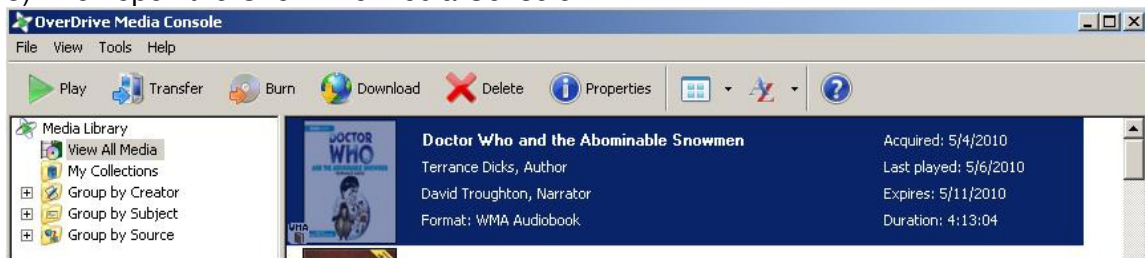 OverDrive Media Console
File View Tools Help
Play Transfer Burn Download Delete Properties
Media Library
View All Media
My Collections
Group by Creator
Group by Subject
Group by Source
DOCTOR
WHO
WMA
Doctor Who and the Abominable Snowmen
Terrance Dicks, Author
David Troughton, Narrator
Format: WMA Audiobook
Acquired: 5/4/2010
Last played: 5/6/2010
Expires: 5/11/2010
Duration: 4:13:04